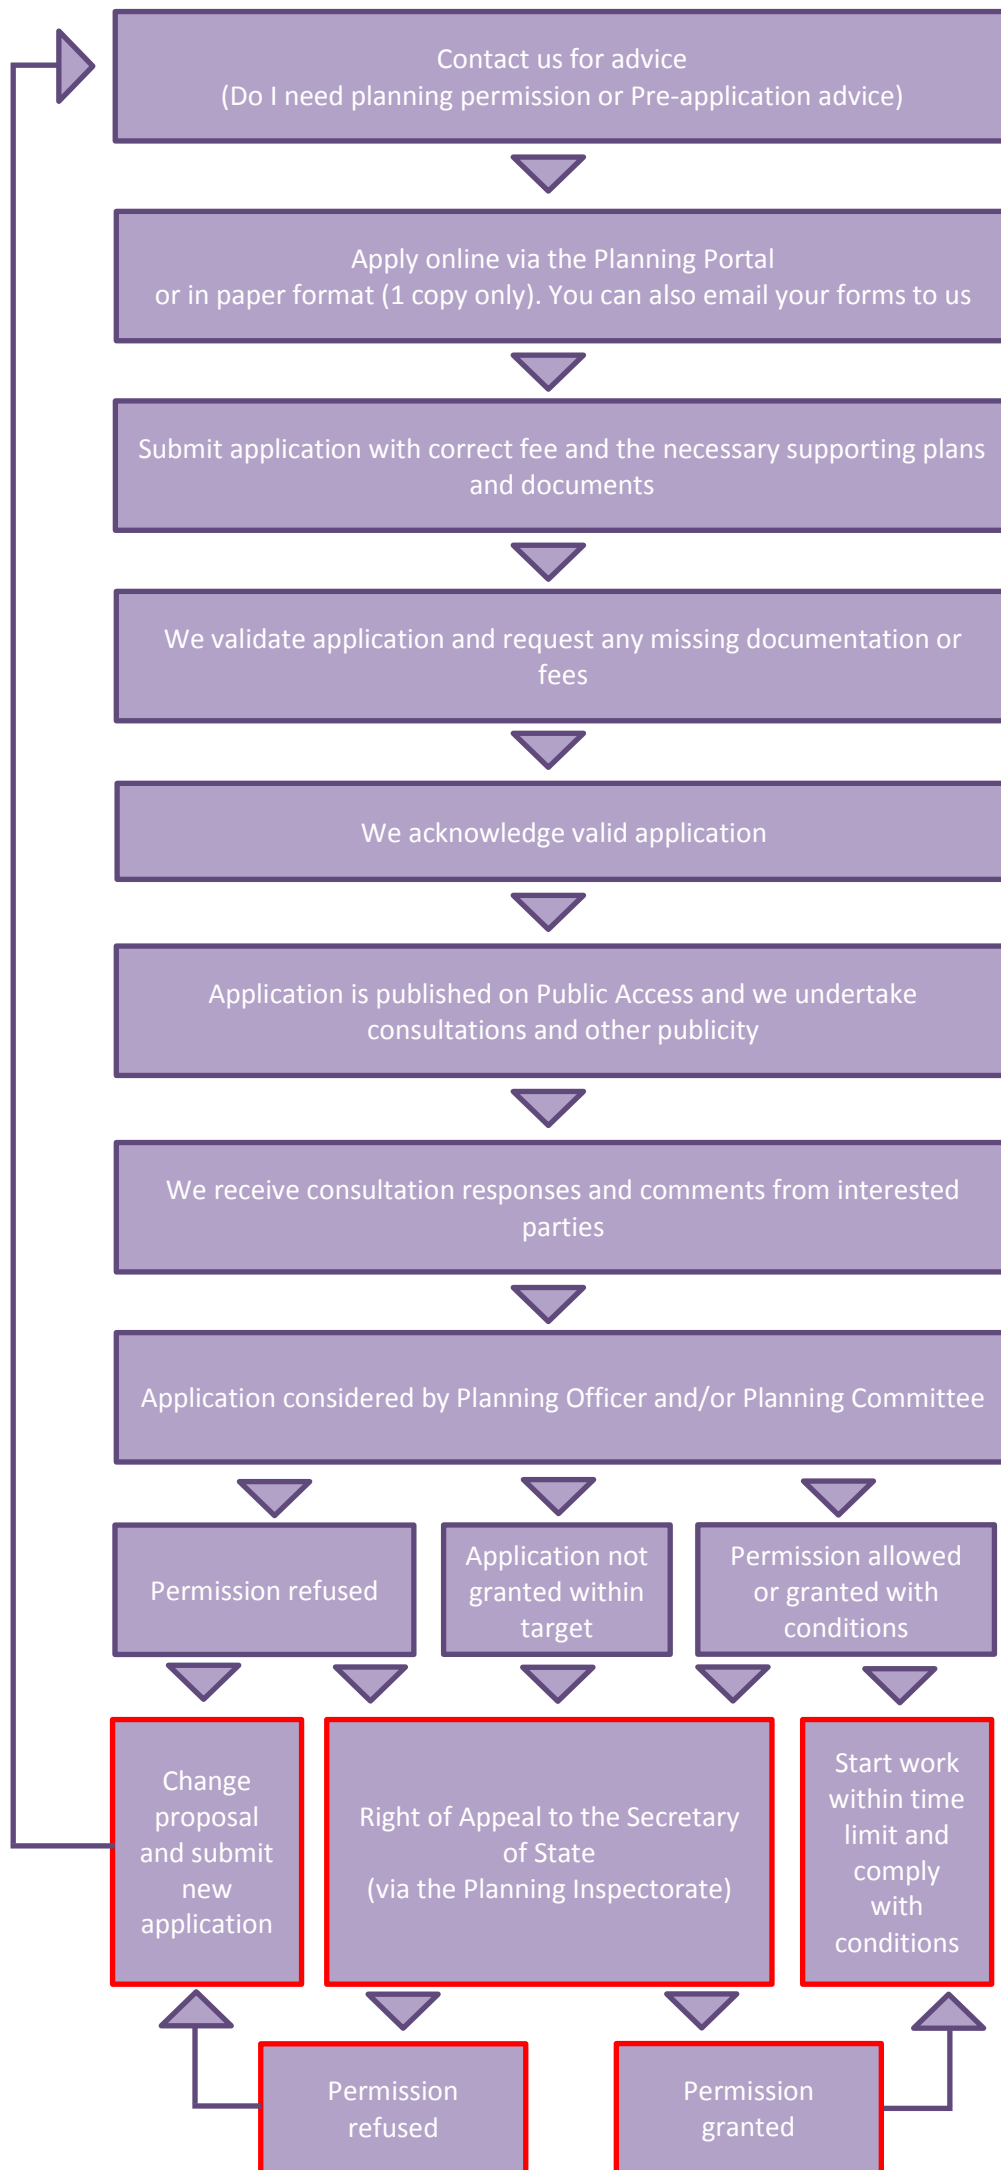 Contact us for advice
(Do I need planning permission or Pre-application advice)
Apply online via the Planning Portal
or in paper format (1 copy only). You can also email your forms to us
Submit application with correct fee and the necessary supporting plans
and documents
We validate application and request any missing documentation or
fees
We acknowledge valid application
Application is published on Public Access and we undertake
consultations and other publicity
We receive consultation responses and comments from interested
parties
Application considered by Planning Officer and/or Planning Committee
Permission refused
Application not
granted within
target
Permission allowed
or granted with
conditions
Change
proposal
and submit
new
application
Right of Appeal to the Secretary
of State
(via the Planning Inspectorate)
Start work
within time
limit and
comply
with
conditions
Permission
refused
Permission
granted